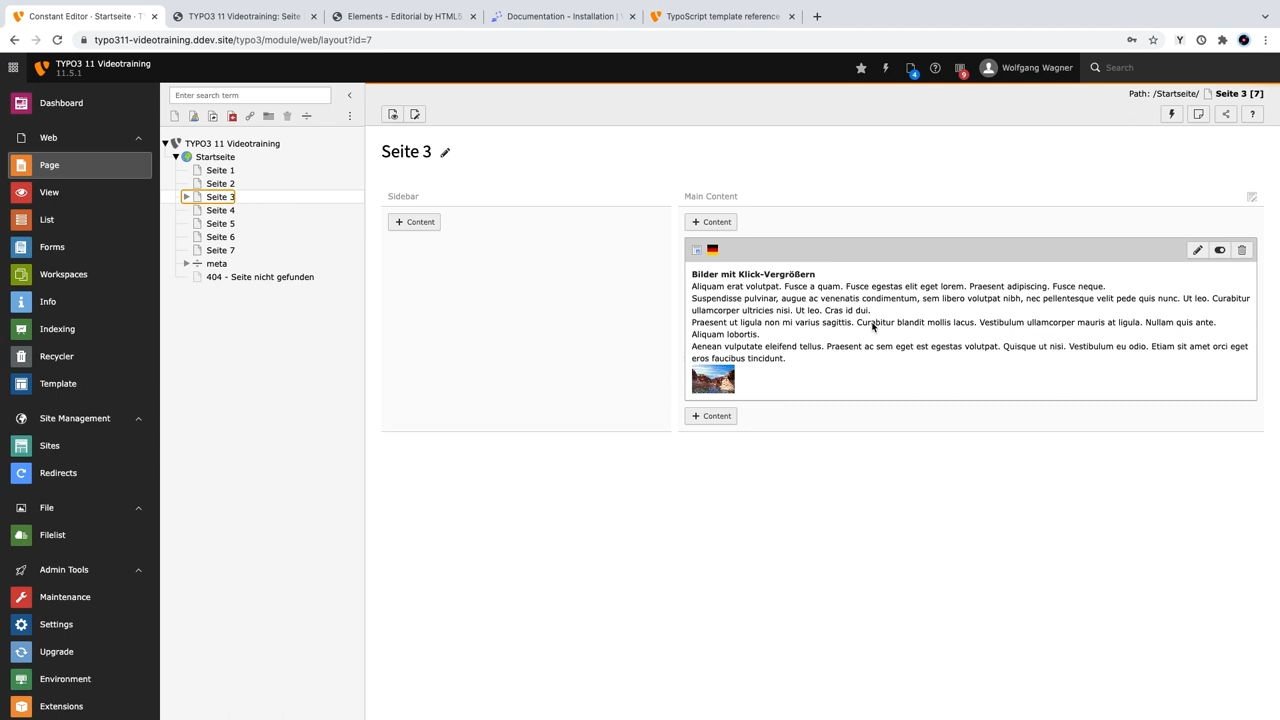 Constant Editor - Startseite · T
TYPO3 11 Videotraining: Seite
Elements - Editorial by HTML5
Documentation - Installation |
TypoScript template reference
typo311-videotraining.ddev.site/typo3/module/web/layout?id=7
TYPO3 11 Videotraining
11.5.1
4
9
Wolfgang Wagner
Search
Dashboard
Web
Page
View
List
Forms
Workspaces
Info
Indexing
Recycler
Template
Site Management
Sites
Redirects
File
Filelist
Admin Tools
Maintenance
Settings
Upgrade
Environment
Extensions
Enter search term
TYPO3 11 Videotraining
Startseite
Seite 1
Seite 2
Seite 3
Seite 4
Seite 5
Seite 6
Seite 7
meta
404 - Seite nicht gefunden
Path: /Startseite/ Seite 3 [7]
Seite 3
Sidebar
+ Content
Main Content
+ Content
Bilder mit Klick-Vergrößern
Aliquam erat volutpat. Fusce a quam. Fusce egestas elit eget lorem. Praesent adipiscing. Fusce neque.
Suspendisse pulvinar, augue ac venenatis condimentum, sem libero volutpat nibh, nec pellentesque velit pede quis nunc. Ut leo. Curabitur
ullamcorper ultricies nisi. Ut leo. Cras id dui.
Praesent ut ligula non mi varius sagittis. Curabitur blandit mollis lacus. Vestibulum ullamcorper mauris at ligula. Nullam quis ante.
Aliquam lobortis.
Aenean vulputate eleifend tellus. Praesent ac sem eget est egestas volutpat. Quisque ut nisi. Vestibulum eu odio. Etiam sit amet orci eget
eros faucibus tincidunt.
+ Content